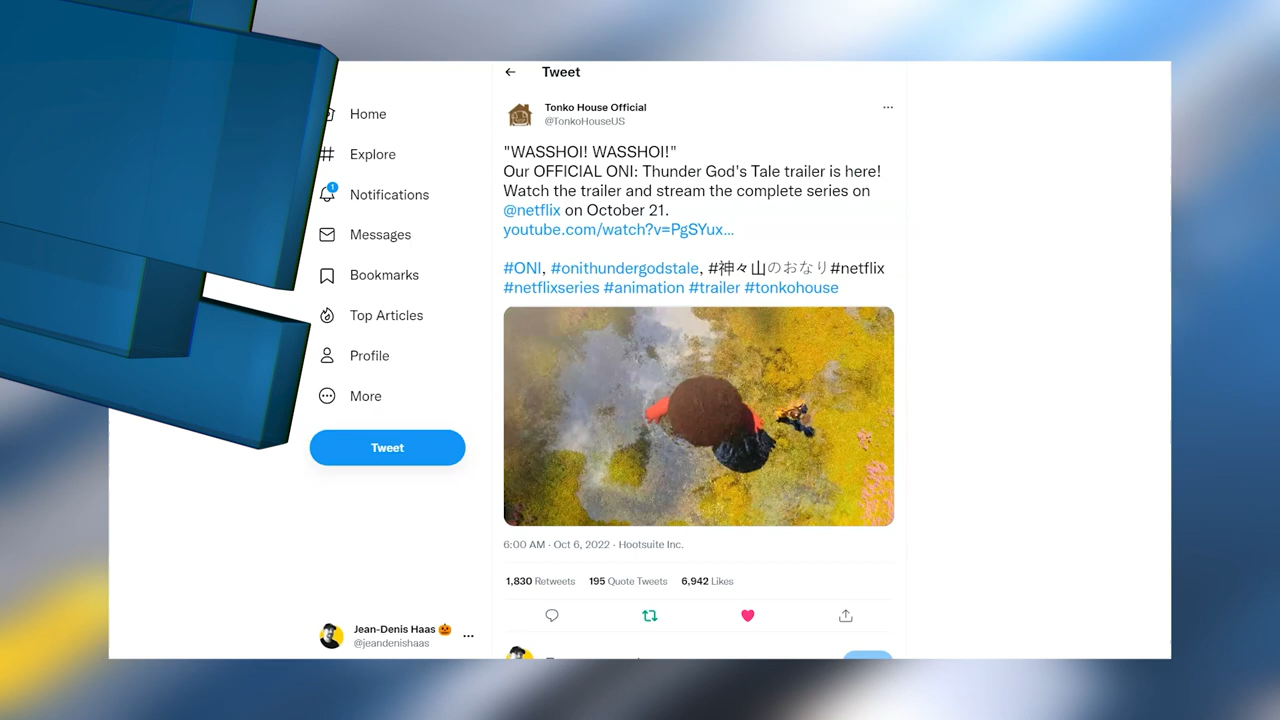 Tweet
Home
Explore
1
Notifications
Messages
Bookmarks
Top Articles
Profile
More
Tweet
Jean-Denis Haas 🎃
@jeandenishaas
Tonko House Official
@TonkoHouseUS
"WASSHOI! WASSHOI!"
Our OFFICIAL ONI: Thunder God's Tale trailer is here!
Watch the trailer and stream the complete series on
@netflix on October 21.
youtube.com/watch?v=PgSYux...
#ONI, #onithundergodstale, #神々山のおなり#netflix
#netflixseries #animation #trailer #tonkohouse
6:00 AM · Oct 6, 2022 · Hootsuite Inc.
1,830 Retweets 195 Quote Tweets 6,942 Likes